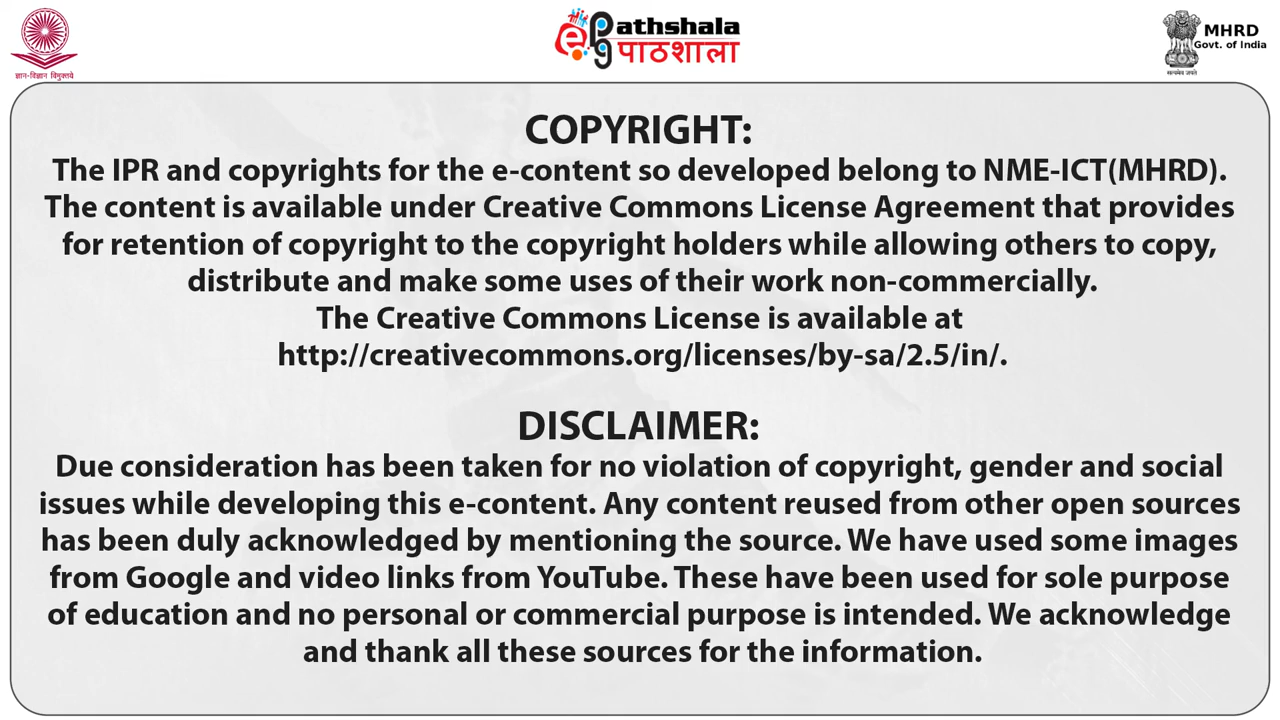 ज्ञान-विज्ञान विमुक्तये
ePathshala
पाठशाला
MHRD
Govt. of India
सत्यमेव जयते
COPYRIGHT:
The IPR and copyrights for the e-content so developed belong to NME-ICT(MHRD).
The content is available under Creative Commons License Agreement that provides
for retention of copyright to the copyright holders while allowing others to copy,
distribute and make some uses of their work non-commercially.
The Creative Commons License is available at
http://creativecommons.org/licenses/by-sa/2.5/in/.
DISCLAIMER:
Due consideration has been taken for no violation of copyright, gender and social
issues while developing this e-content. Any content reused from other open sources
has been duly acknowledged by mentioning the source. We have used some images
from Google and video links from YouTube. These have been used for sole purpose
of education and no personal or commercial purpose is intended. We acknowledge
and thank all these sources for the information.